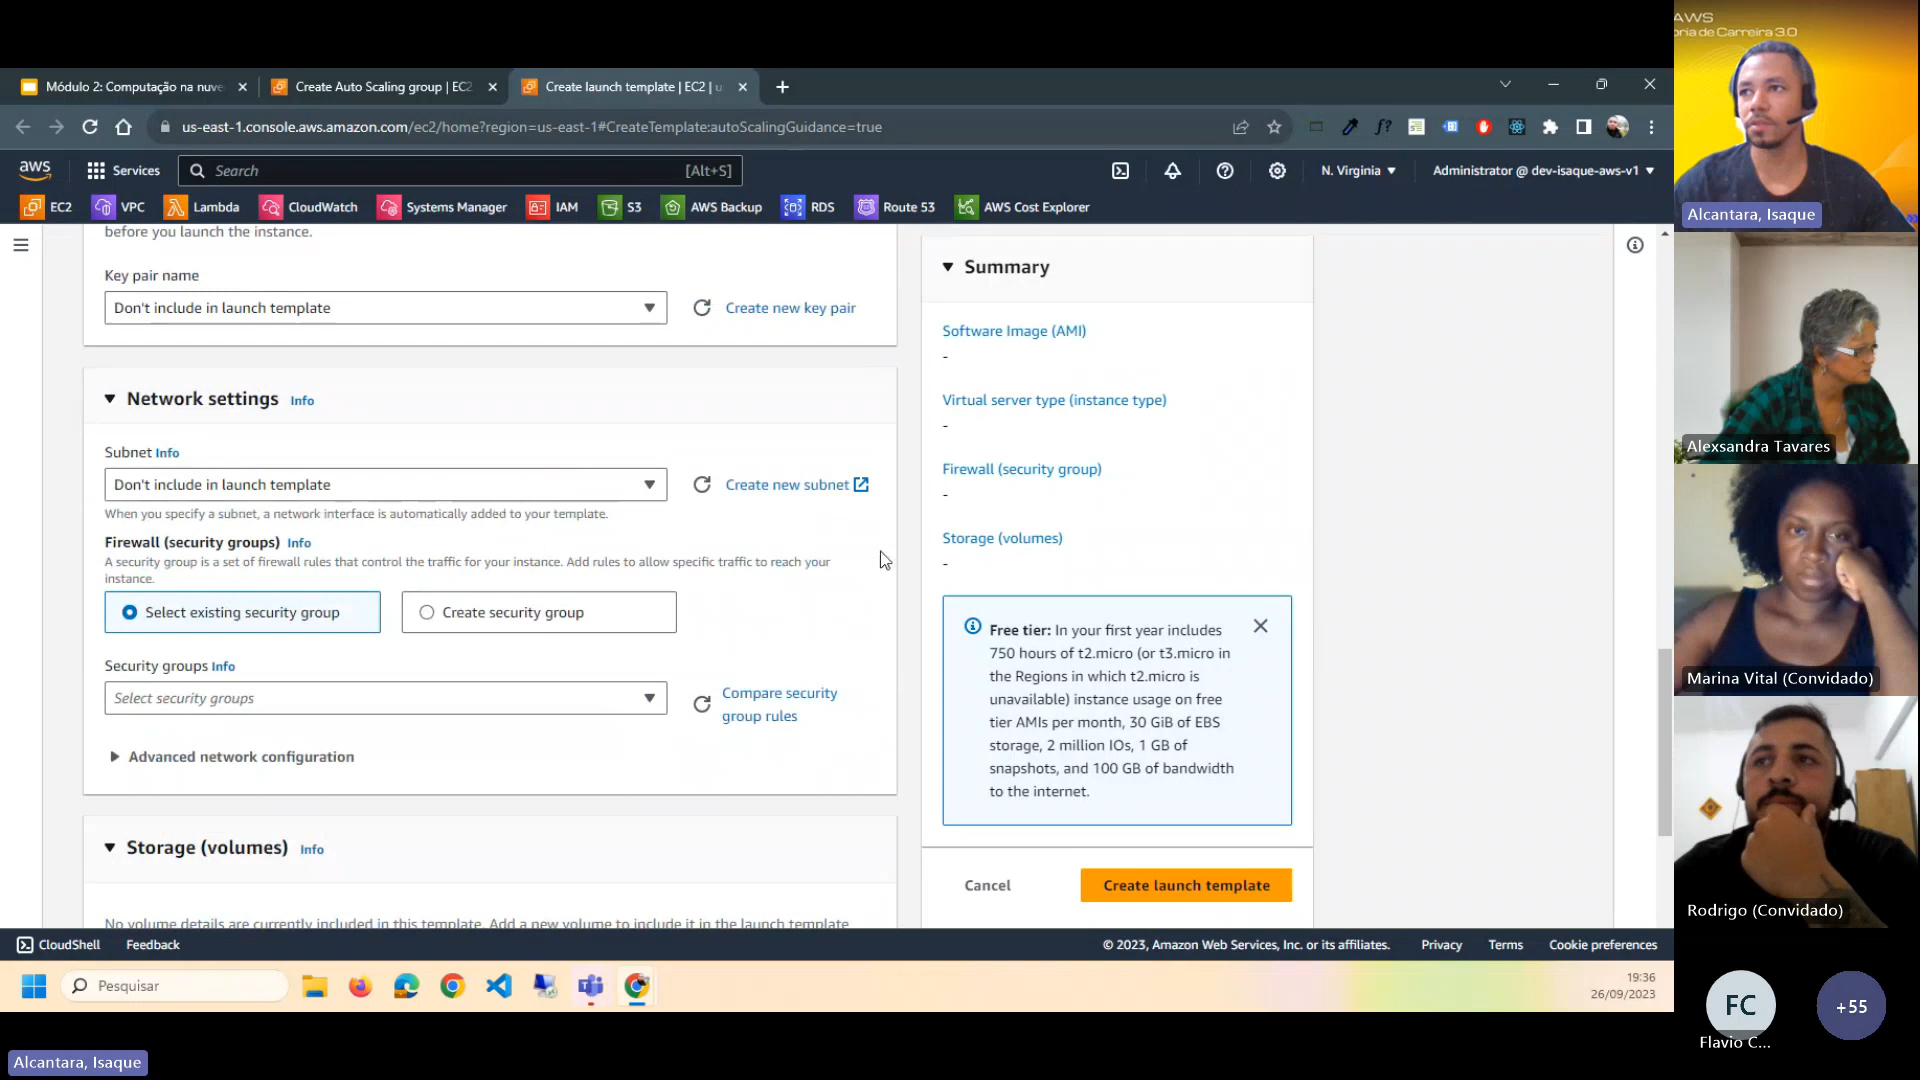 Módulo 2: Computação na nuve
Create Auto Scaling group | EC2
Create launch template | EC2 | u
us-east-1.console.aws.amazon.com/ec2/home?region=us-east-1#CreateTemplate:autoScalingGuidance=true
aws
Services
Search
[Alt+S]
N. Virginia
Administrator @ dev-isaque-aws-v1
EC2
VPC
Lambda
CloudWatch
Systems Manager
IAM
S3
AWS Backup
RDS
Route 53
AWS Cost Explorer
before you launch the instance.
Key pair name
Don't include in launch template
Create new key pair
Network settings Info
Subnet Info
Don't include in launch template
Create new subnet
When you specify a subnet, a network interface is automatically added to your template.
Firewall (security groups) Info
A security group is a set of firewall rules that control the traffic for your instance. Add rules to allow specific traffic to reach your
instance.
Select existing security group
Create security group
Security groups Info
Select security groups
Compare security
group rules
Advanced network configuration
Storage (volumes) Info
No volume details are currently included in this template. Add a new volume to include it in the launch template
Summary
Software Image (AMI)
-
Virtual server type (instance type)
-
Firewall (security group)
-
Storage (volumes)
-
Free tier: In your first year includes
750 hours of t2.micro (or t3.micro in
the Regions in which t2.micro is
unavailable) instance usage on free
tier AMIs per month, 30 GiB of EBS
storage, 2 million IOs, 1 GB of
snapshots, and 100 GB of bandwidth
to the internet.
Cancel
Create launch template
CloudShell
Feedback
© 2023, Amazon Web Services, Inc. or its affiliates.
Privacy
Terms
Cookie preferences
Pesquisar
19:36
26/09/2023
Alcantara, Isaque
AWS
oria de Carreira 3.0
Alcantara, Isaque
Alexsandra Tavares
Marina Vital (Convidado)
Rodrigo (Convidado)
FC
Flavio C...
+55